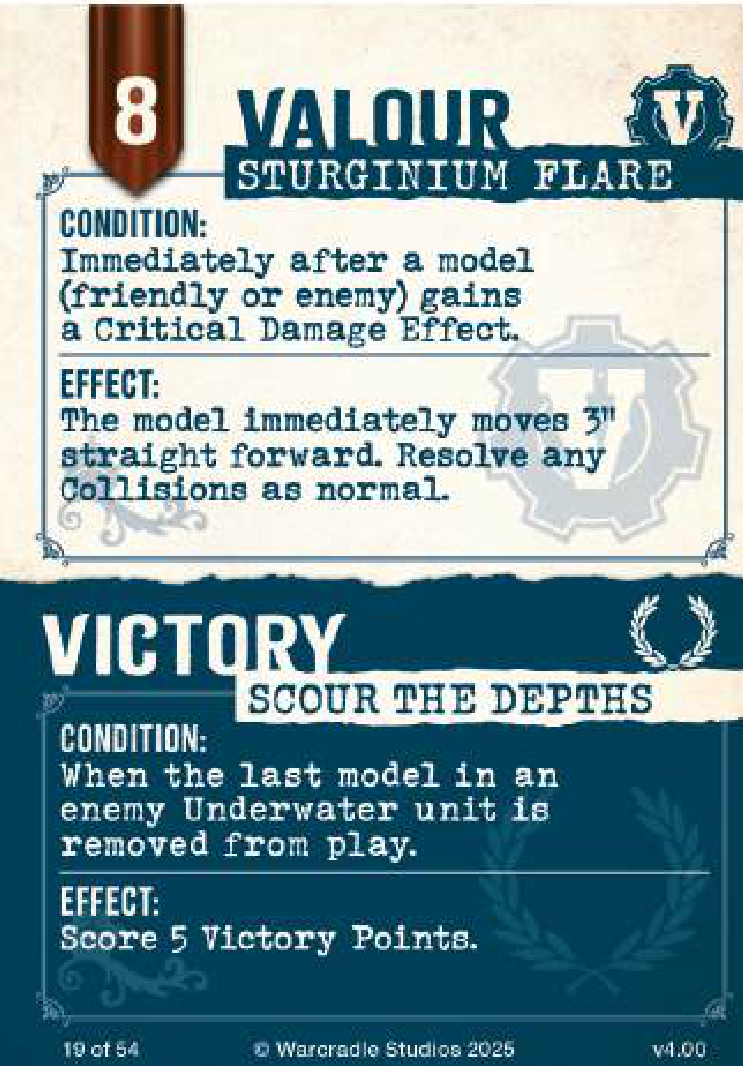 8
VALOUR
V
STURGINIUM FLARE
CONDITION:
Immediately after a model
(friendly or enemy) gains
a Critical Damage Effect.
EFFECT:
The model immediately moves 3"
straight forward. Resolve any
Collisions as normal.
VICTORY
SCOUR THE DEPTHS
CONDITION:
When the last model in an
enemy Underwater unit is
removed from play.
EFFECT:
Score 5 Victory Points.
19 of 54 © Warcradle Studios 2025 v4.00